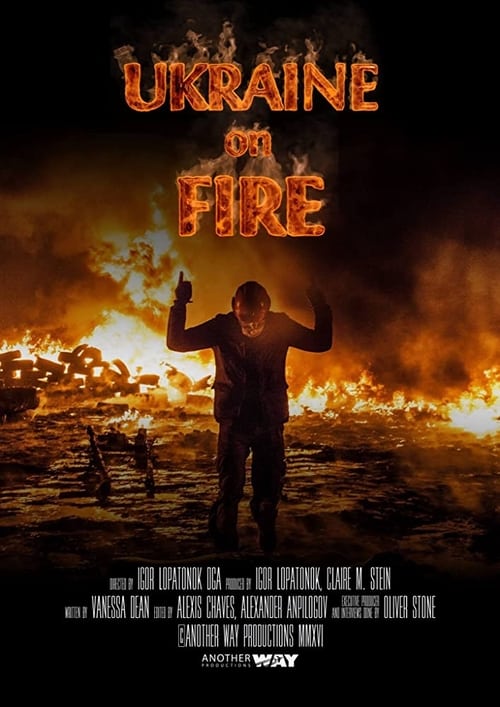 UKRAINE
on
FIRE
DIRECTED BY IGOR LOPATONOK DGA PRODUCED BY IGOR LOPATONOK, CLAIRE M. STEIN
WRITTEN BY VANESSA DEAN EDITED BY ALEXIS CHAVES, ALEXANDER ANPILOGOV EXECUTIVE PRODUCER AND INTERVIEWS DONE BY OLIVER STONE
©ANOTHER WAY PRODUCTIONS MMXVI
ANOTHER WAY
PRODUCTIONS